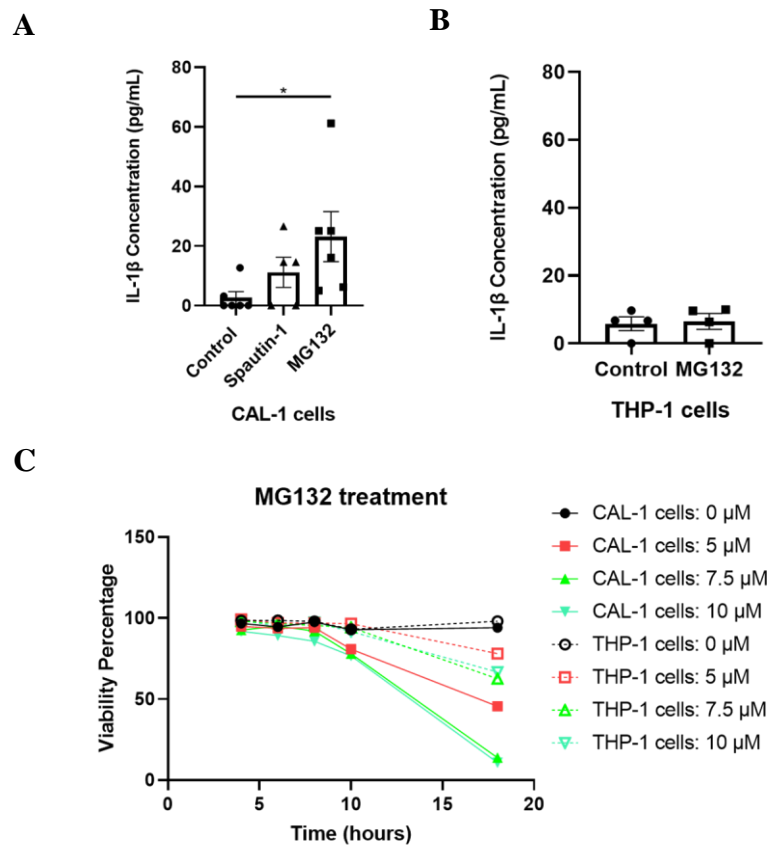 A
IL-1β Concentration (pg/mL)
80
60
40
20
0
*
Control
Spautin-1
MG132
CAL-1 cells
B
IL-1β Concentration (pg/mL)
80
60
40
20
0
Control MG132
THP-1 cells
C
MG132 treatment
Viability Percentage
150
100
50
0
0 5 10 15 20
Time (hours)
CAL-1 cells: 0 µM
CAL-1 cells: 5 µM
CAL-1 cells: 7.5 µM
CAL-1 cells: 10 µM
THP-1 cells: 0 µM
THP-1 cells: 5 µM
THP-1 cells: 7.5 µM
THP-1 cells: 10 µM